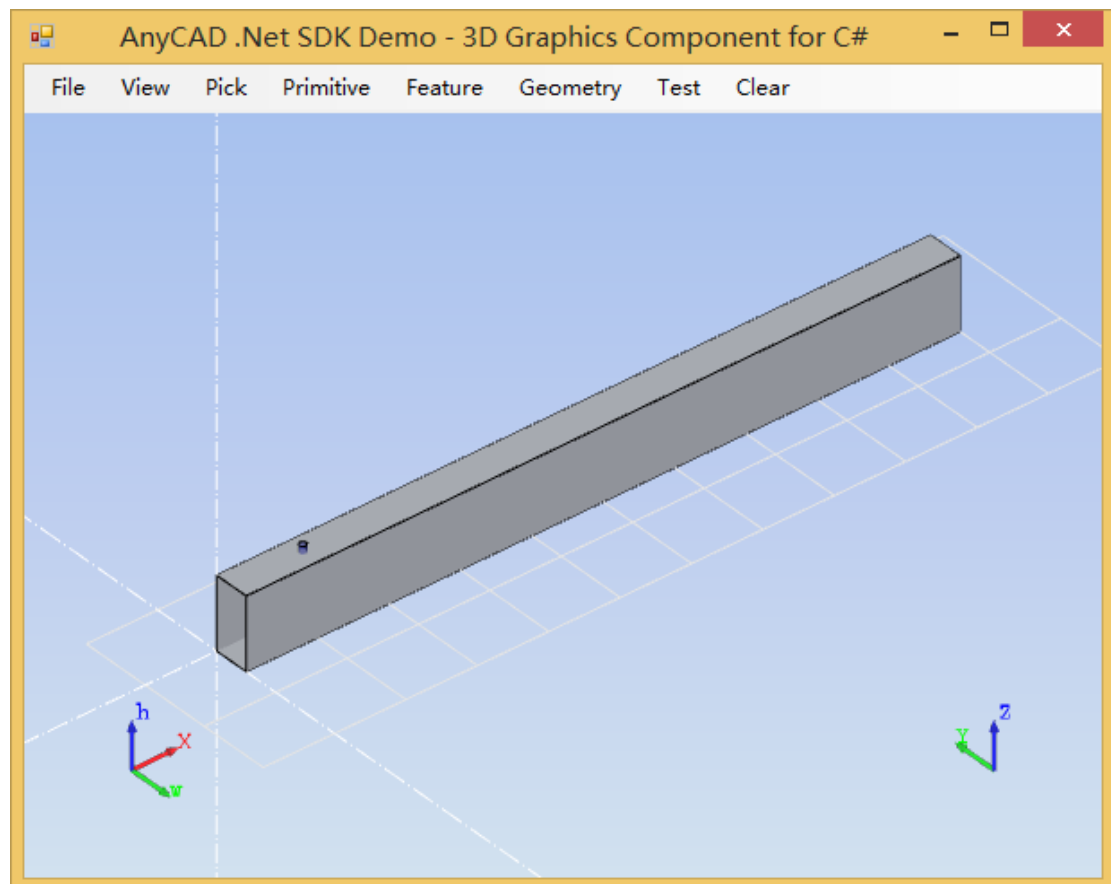 AnyCAD .Net SDK Demo - 3D Graphics Component for C#
File View Pick Primitive Feature Geometry Test Clear
h
X
w
Z
Y